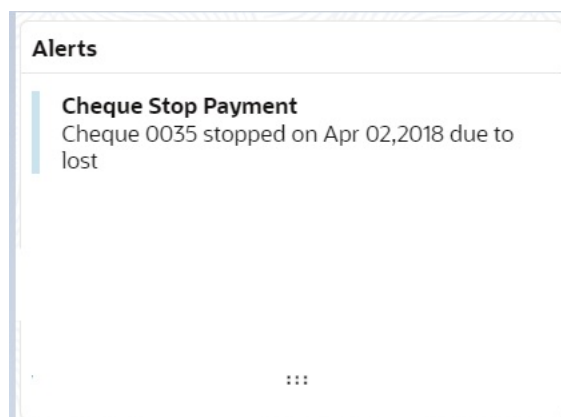 Alerts
Cheque Stop Payment
Cheque 0035 stopped on Apr 02,2018 due to
lost